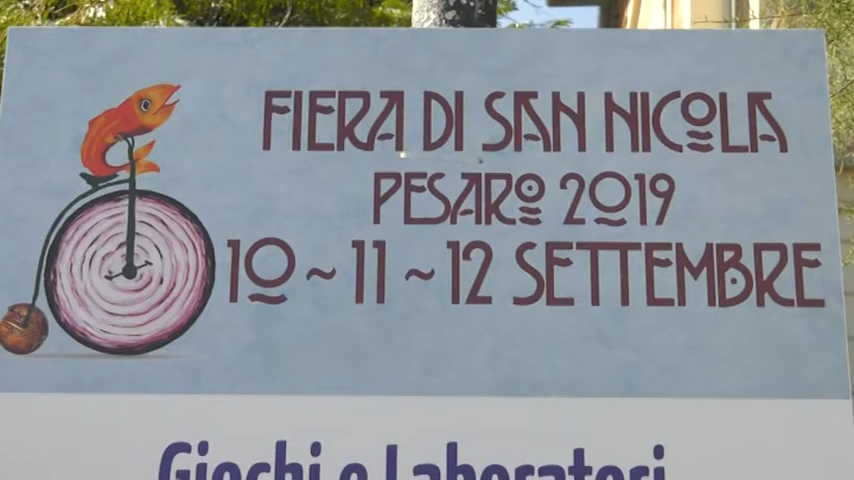 FIERA DI SAN NICOLA
PESARO 2019
10~11~12 SETTEMBRE
Giochi e Laboratori